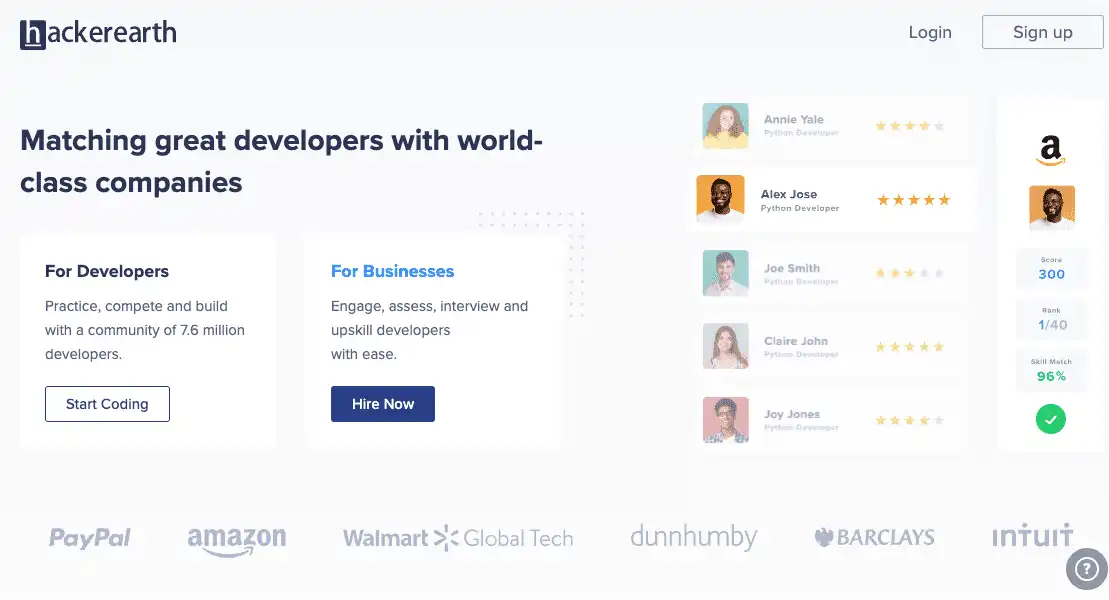 hackerearth
Login
Sign up
Matching great developers with world-
class companies
For Developers
Practice, compete and build
with a community of 7.6 million
developers.
Start Coding
For Businesses
Engage, assess, interview and
upskill developers
with ease.
Hire Now
Annie Yale
Python Developer
Alex Jose
Python Developer
Joe Smith
Python Developer
Claire John
Python Developer
Joy Jones
Python Developer
a
Score
300
Rank
1/40
Skill Match
96%
PayPal
amazon
Walmart Global Tech
dunnhumby
BARCLAYS
intuit
?